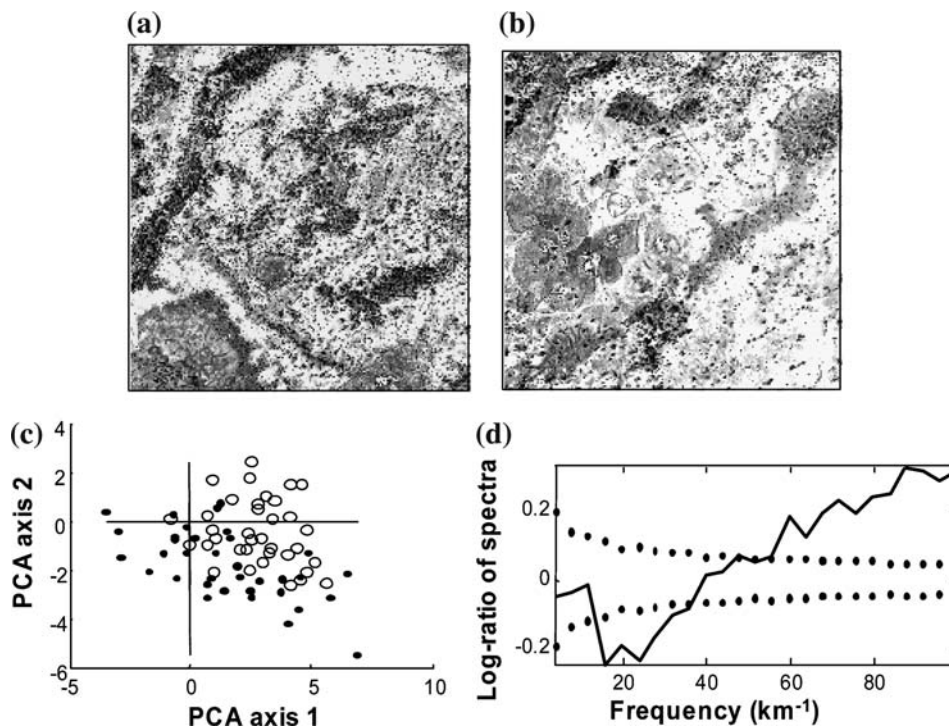 (a)
(b)
(c)
4
2
0
-2
-4
-6
PCA axis 2
-5
0
5
10
PCA axis 1
(d)
0.2
0
-0.2
Log-ratio of spectra
20
40
60
80
Frequency (km⁻¹)